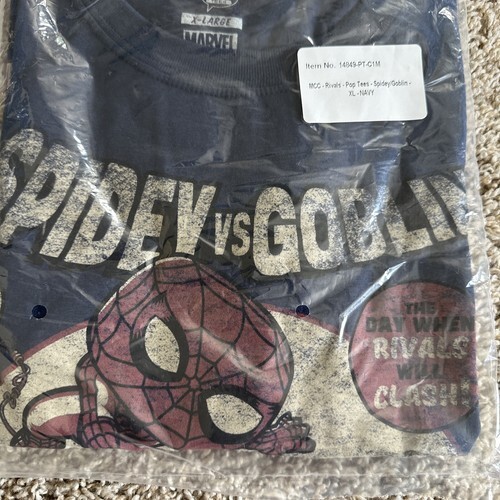 X-LARGE
MARVEL
Item No. 14849-PT-C1M
MCC - Rivals - Pop Tees - Spidey/Goblin -
XL - NAVY
SPIDEY VS GOBLIN
THE
DAY WHEN
RIVALS
WILL
CLASH!